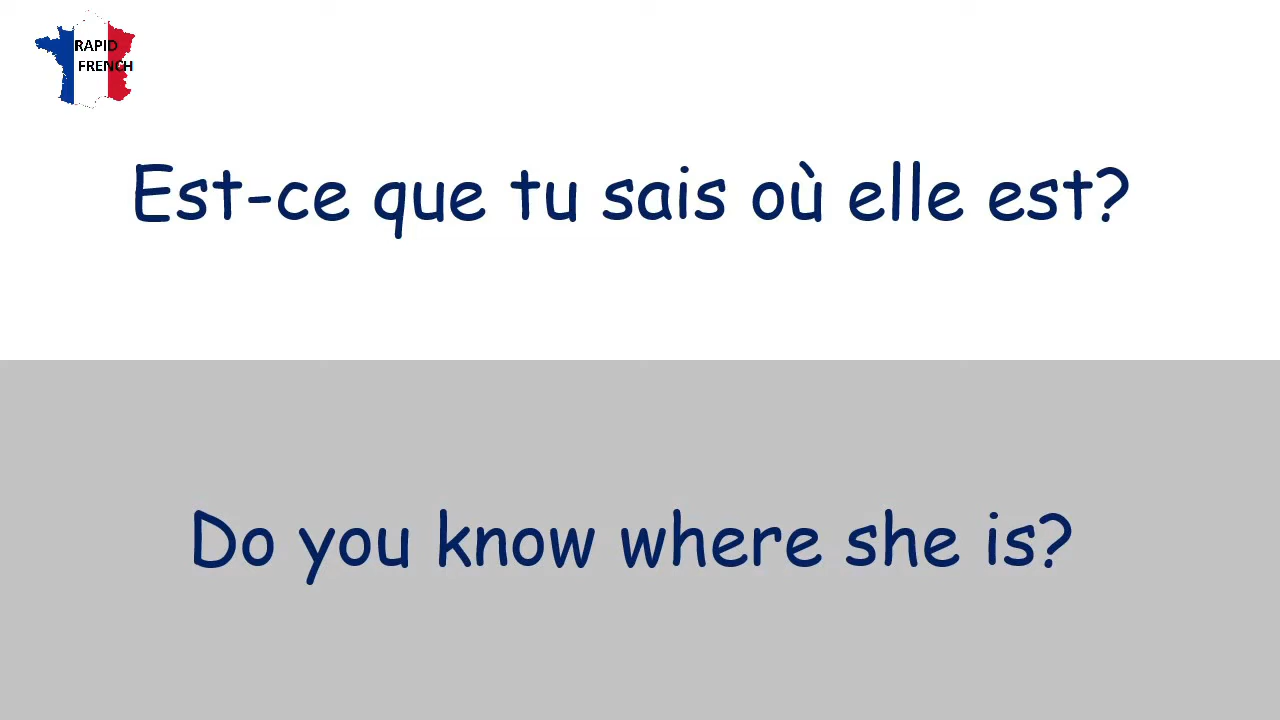 RAPID
FRENCH
Est-ce que tu sais où elle est?
Do you know where she is?